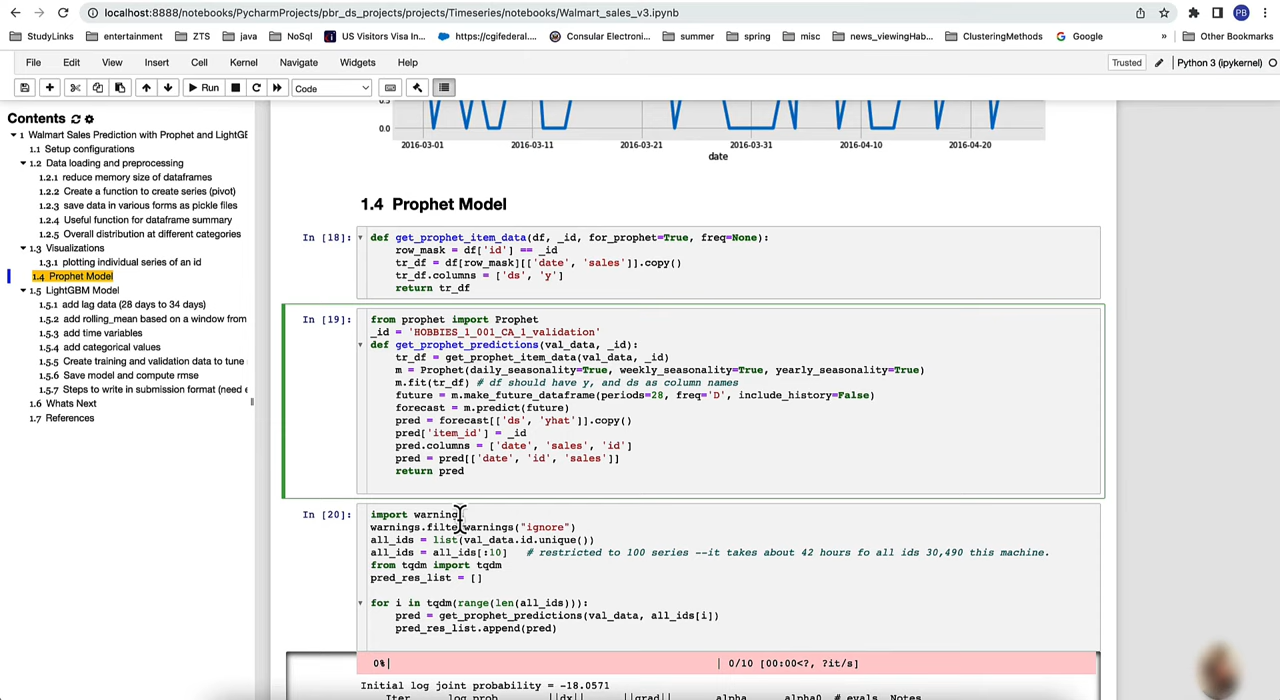 localhost:8888/notebooks/PycharmProjects/pbr_ds_projects/projects/Timeseries/notebooks/Walmart_sales_v3.ipynb
PB
StudyLinks entertainment ZTS java NoSql US Visitors Visa In... https://cgifederal.... Consular Electroni... summer spring misc news_viewingHab... ClusteringMethods Google » Other Bookmarks
File Edit View Insert Cell Kernel Navigate Widgets Help Trusted Python 3 (ipykernel)
Run Code
Contents
1 Walmart Sales Prediction with Prophet and LightGB
1.1 Setup configurations
1.2 Data loading and preprocessing
1.2.1 reduce memory size of dataframes
1.2.2 Create a function to create series (pivot)
1.2.3 save data in various forms as pickle files
1.2.4 Useful function for dataframe summary
1.2.5 Overall distribution at different categories
1.3 Visualizations
1.3.1 plotting individual series of an id
1.4 Prophet Model
1.5 LightGBM Model
1.5.1 add lag data (28 days to 34 days)
1.5.2 add rolling_mean based on a window from
1.5.3 add time variables
1.5.4 add categorical values
1.5.5 Create training and validation data to tune
1.5.6 Save model and compute rmse
1.5.7 Steps to write in submission format (need e
1.6 Whats Next
1.7 References
0.5
0.0
2016-03-01 2016-03-11 2016-03-21 2016-03-31 2016-04-10 2016-04-20
date
1.4 Prophet Model
In [18]:
def get_prophet_item_data(df, _id, for_prophet=True, freq=None):
row_mask = df['id'] == _id
tr_df = df[row_mask][['date', 'sales']].copy()
tr_df.columns = ['ds', 'y']
return tr_df
In [19]:
from prophet import Prophet
_id = 'HOBBIES_1_001_CA_1_validation'
def get_prophet_predictions(val_data, _id):
tr_df = get_prophet_item_data(val_data, _id)
m = Prophet(daily_seasonality=True, weekly_seasonality=True, yearly_seasonality=True)
m.fit(tr_df) # df should have y, and ds as column names
future = m.make_future_dataframe(periods=28, freq='D', include_history=False)
forecast = m.predict(future)
pred = forecast[['ds', 'yhat']].copy()
pred['item_id'] = _id
pred.columns = ['date', 'sales', 'id']
pred = pred[['date', 'id', 'sales']]
return pred
In [20]:
import warnings
warnings.filterwarnings("ignore")
all_ids = list(val_data.id.unique())
all_ids = all_ids[:10] # restricted to 100 series --it takes about 42 hours fo all ids 30,490 this machine.
from tqdm import tqdm
pred_res_list = []
for i in tqdm(range(len(all_ids))):
pred = get_prophet_predictions(val_data, all_ids[i])
pred_res_list.append(pred)
0%| | 0/10 [00:00<?, ?it/s]
Initial log joint probability = -18.0571
Iter log prob ||dx|| ||grad|| alpha alpha0 # evals Notes